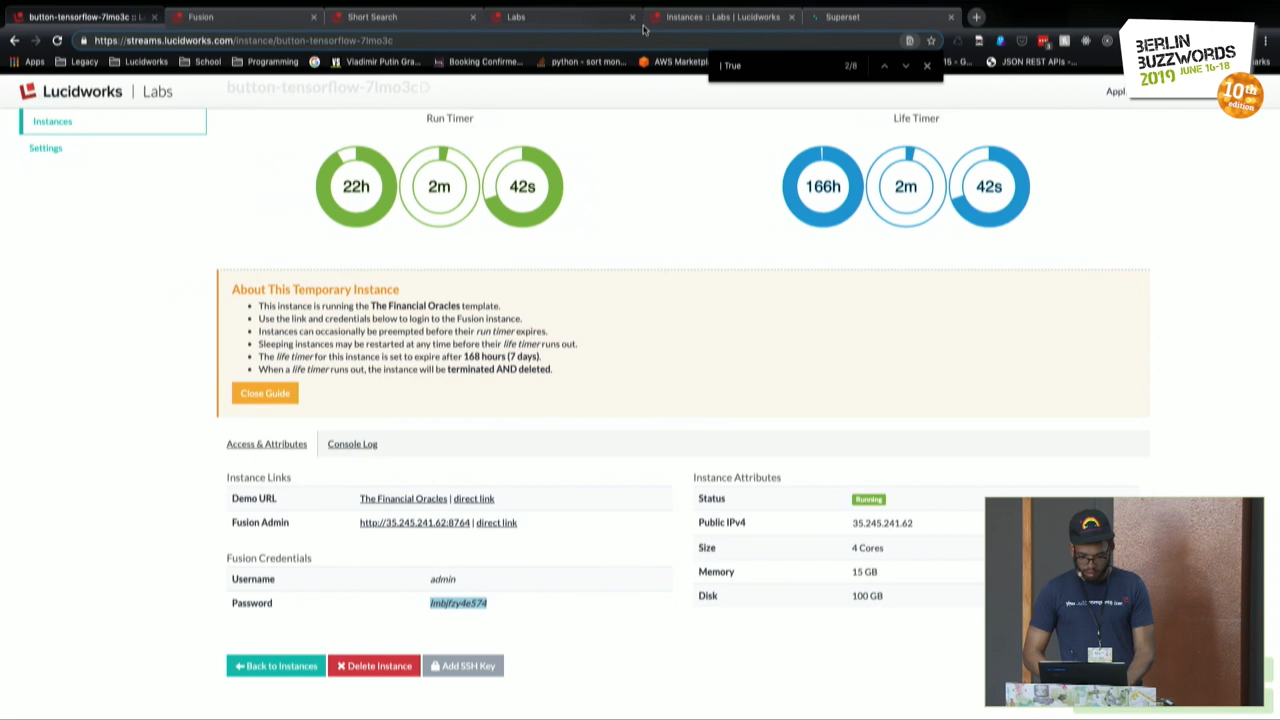 button-tensorflow-7lmo3c :: L
Fusion
Short Search
Labs
Instances :: Labs | Lucidworks
Superset
https://streams.lucidworks.com/instance/button-tensorflow-7lmo3c
Apps
Legacy
Lucidworks
School
Programming
Vladimir Putin Gra...
Booking Confirme...
python - sort mon...
AWS Marketpl
JSON REST APIs -...
| True
2/8
BERLIN
BUZZWORDS
2019 JUNE 16-18
10th
edition
Lucidworks | Labs
button-tensorflow-7lmo3c
Appl
Instances
Settings
Run Timer
22h
2m
42s
Life Timer
166h
2m
42s
About This Temporary Instance
This instance is running the The Financial Oracles template.
Use the link and credentials below to login to the Fusion instance.
Instances can occasionally be preempted before their run timer expires.
Sleeping instances may be restarted at any time before their life timer runs out.
The life timer for this instance is set to expire after 168 hours (7 days).
When a life timer runs out, the instance will be terminated AND deleted.
Close Guide
Access & Attributes
Console Log
Instance Links
Demo URL
The Financial Oracles | direct link
Fusion Admin
http://35.245.241.62:8764 | direct link
Fusion Credentials
Username
admin
Password
lmbjfzy4e574
Instance Attributes
Status
Running
Public IPv4
35.245.241.62
Size
4 Cores
Memory
15 GB
Disk
100 GB
Back to Instances
Delete Instance
Add SSH Key